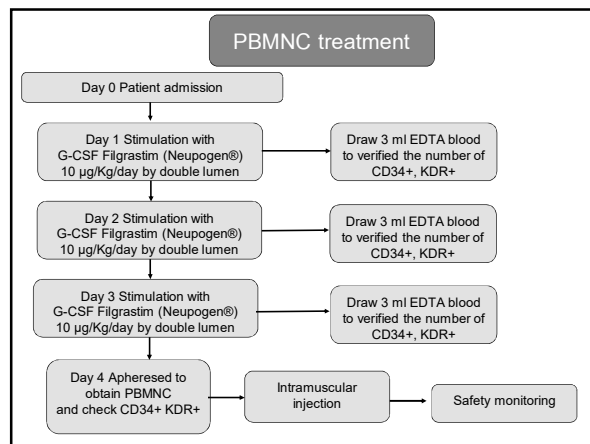 PBMNC treatment
Day 0 Patient admission
Day 1 Stimulation with
G-CSF Filgrastim (Neupogen®)
10 µg/Kg/day by double lumen
Draw 3 ml EDTA blood
to verified the number of
CD34+, KDR+
Day 2 Stimulation with
G-CSF Filgrastim (Neupogen®)
10 µg/Kg/day by double lumen
Draw 3 ml EDTA blood
to verified the number of
CD34+, KDR+
Day 3 Stimulation with
G-CSF Filgrastim (Neupogen®)
10 µg/Kg/day by double lumen
Draw 3 ml EDTA blood
to verified the number of
CD34+, KDR+
Day 4 Apheresed to
obtain PBMNC
and check CD34+ KDR+
Intramuscular
injection
Safety monitoring